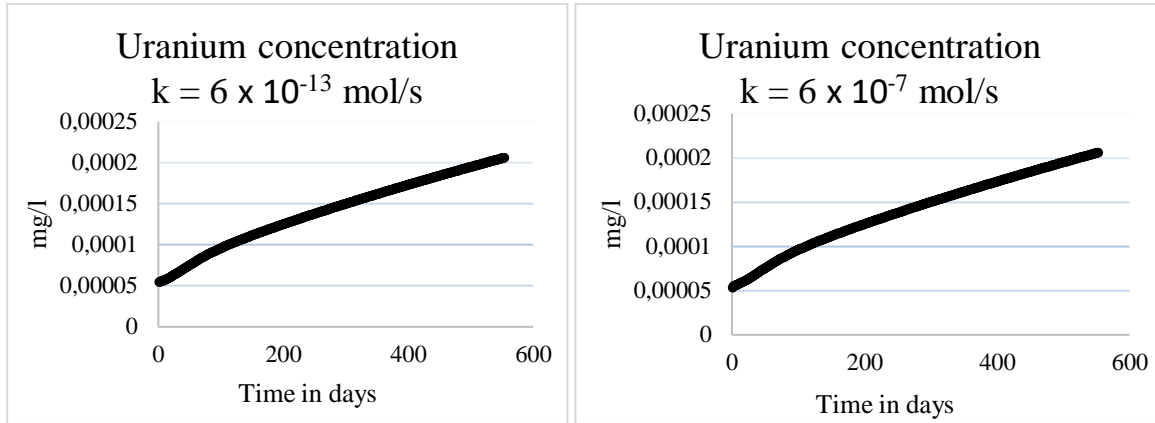 Uranium concentration
k = 6 x 10⁻¹³ mol/s
0,00025
0,0002
0,00015
0,0001
0,00005
0
mg/l
0
200
400
600
Time in days
Uranium concentration
k = 6 x 10⁻⁷ mol/s
0,00025
0,0002
0,00015
0,0001
0,00005
0
mg/l
0
200
400
600
Time in days